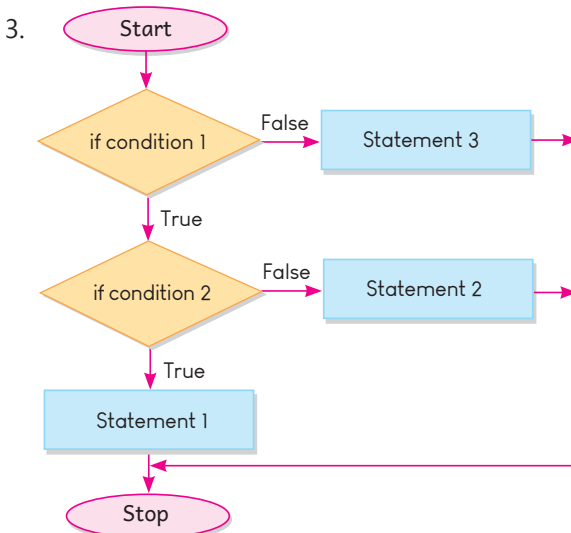 3.
Start
if condition 1
False
Statement 3
True
if condition 2
False
Statement 2
True
Statement 1
Stop